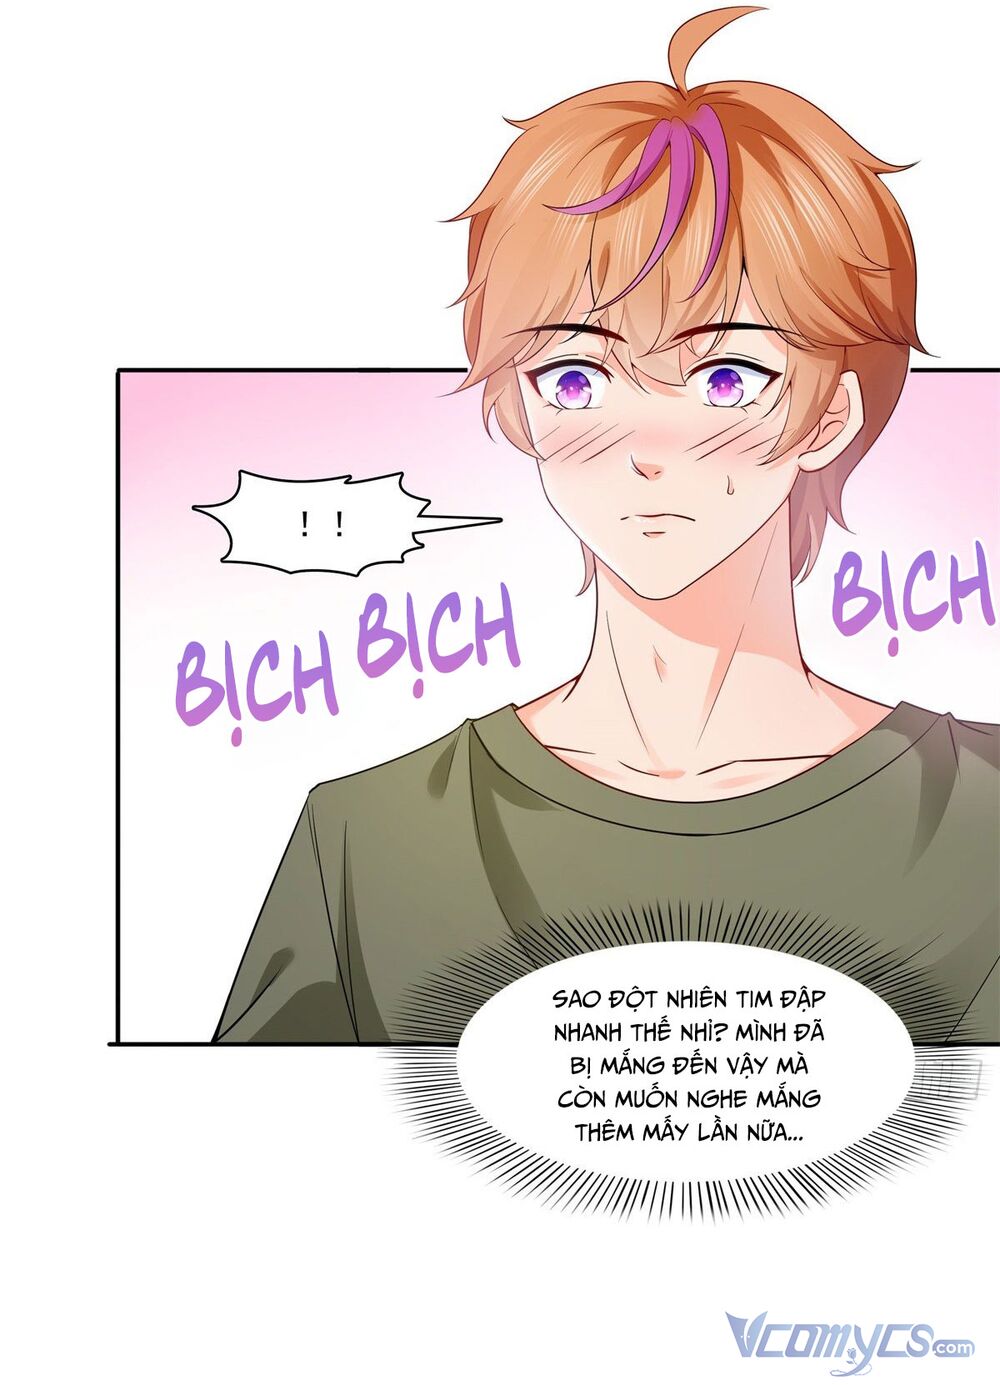 ! !
BỊCH BỊCH
BỊCH
SAO ĐỘT NHIÊN TIM ĐẬP
NHANH THẾ NHỈ? MÌNH ĐÃ
BỊ MẮNG ĐẾN VẬY MÀ
CÒN MUỐN NGHE MẮNG
THÊM MẤY LẦN NỮA...
VCOMYCS.com